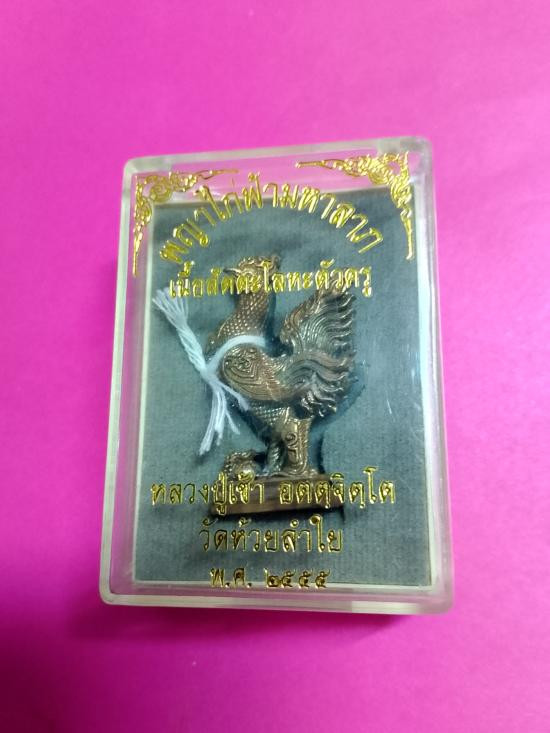 พญาไก่ฟ้ามหาลาภ
เนื้อสัตตะโลหะตัวครู
หลวงปู่เช้า อตตฺจิตฺโต
วัดห้วยลำใย
พ.ศ. ๒๕๕๕